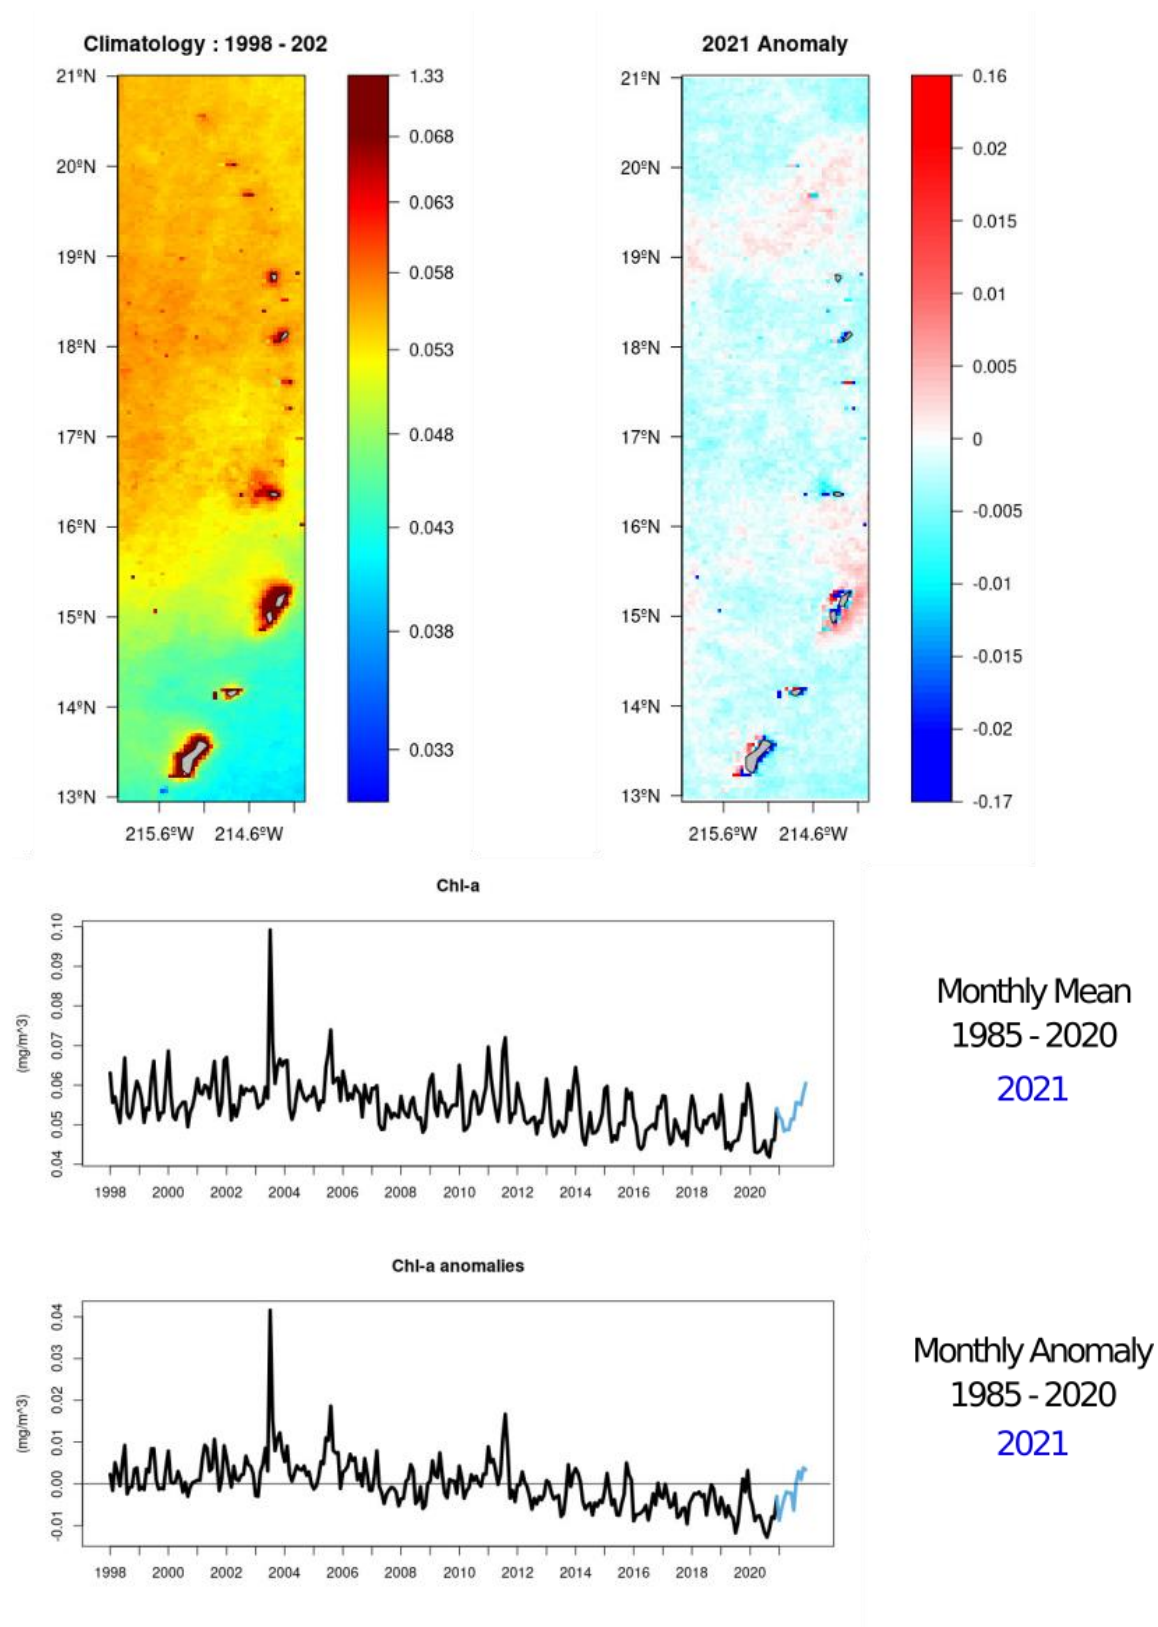 Climatology : 1998 - 202
21ºN
20ºN
19ºN
18ºN
17ºN
16ºN
15ºN
14ºN
13ºN
215.6ºW 214.6ºW
1.33
0.068
0.063
0.058
0.053
0.048
0.043
0.038
0.033
2021 Anomaly
21ºN
20ºN
19ºN
18ºN
17ºN
16ºN
15ºN
14ºN
13ºN
215.6ºW 214.6ºW
0.16
0.02
0.015
0.01
0.005
0
-0.005
-0.01
-0.015
-0.02
-0.17
Chl-a
(mg/m^3)
0.10
0.09
0.08
0.07
0.06
0.05
0.04
1998 2000 2002 2004 2006 2008 2010 2012 2014 2016 2018 2020
Monthly Mean
1985 - 2020
2021
Chl-a anomalies
(mg/m^3)
0.04
0.03
0.02
0.01
0.00
-0.01
1998 2000 2002 2004 2006 2008 2010 2012 2014 2016 2018 2020
Monthly Anomaly
1985 - 2020
2021